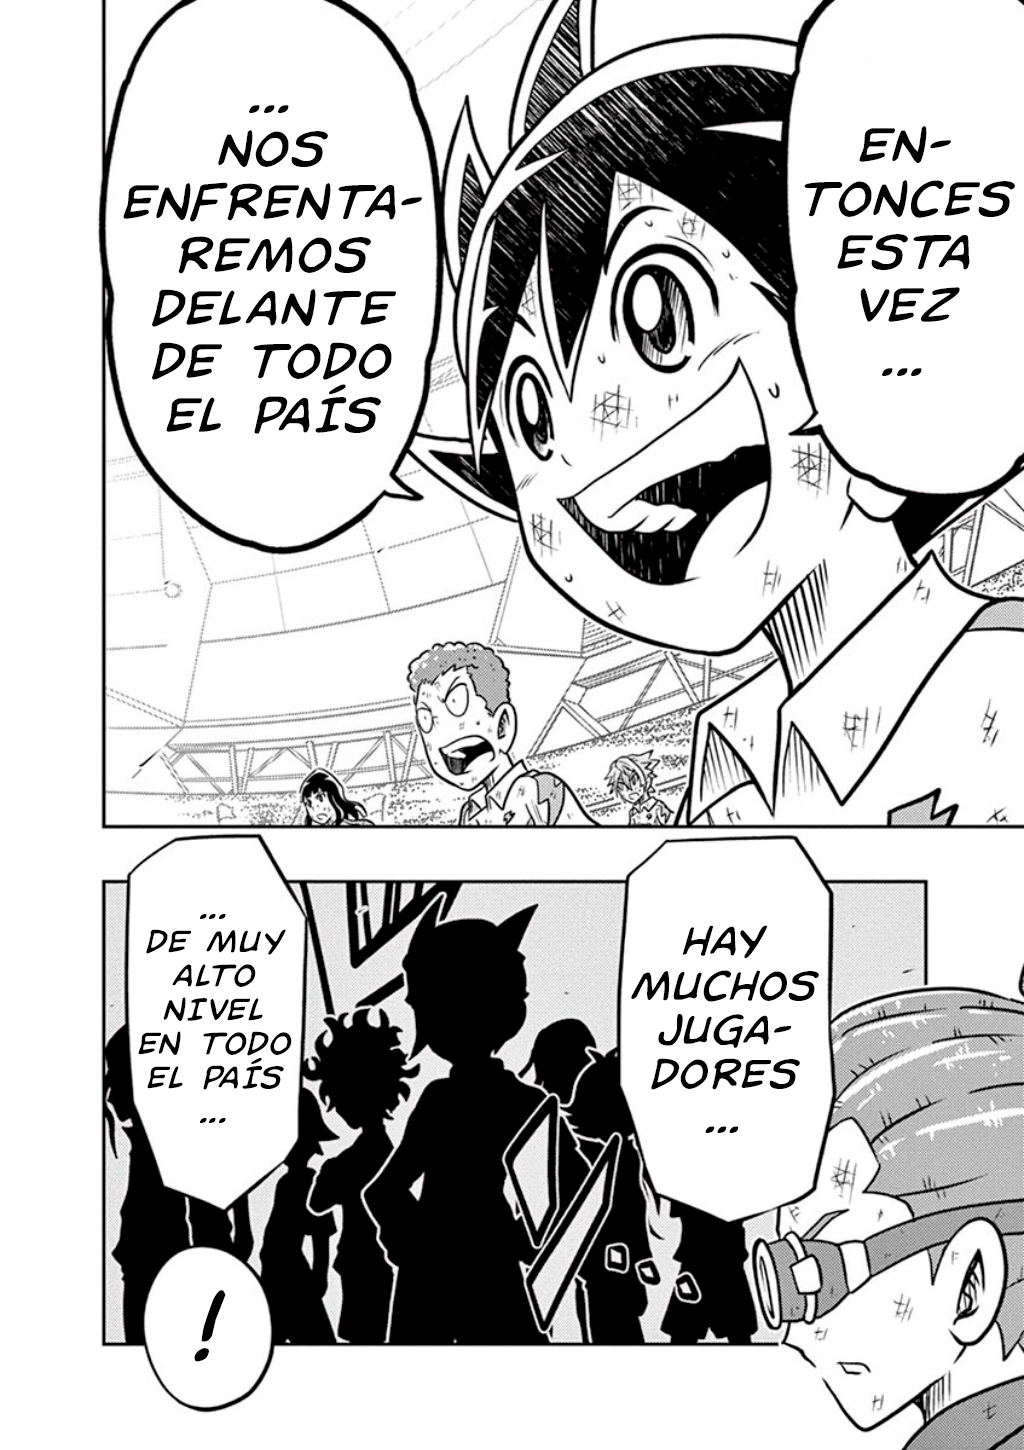 EN-
TONCES
ESTA
VEZ
...
...
NOS
ENFRENTA-
REMOS
DELANTE
DE TODO
EL PAÍS
HAY
MUCHOS
JUGA-
DORES
...
...
DE MUY
ALTO
NIVEL
EN TODO
EL PAÍS
...
!